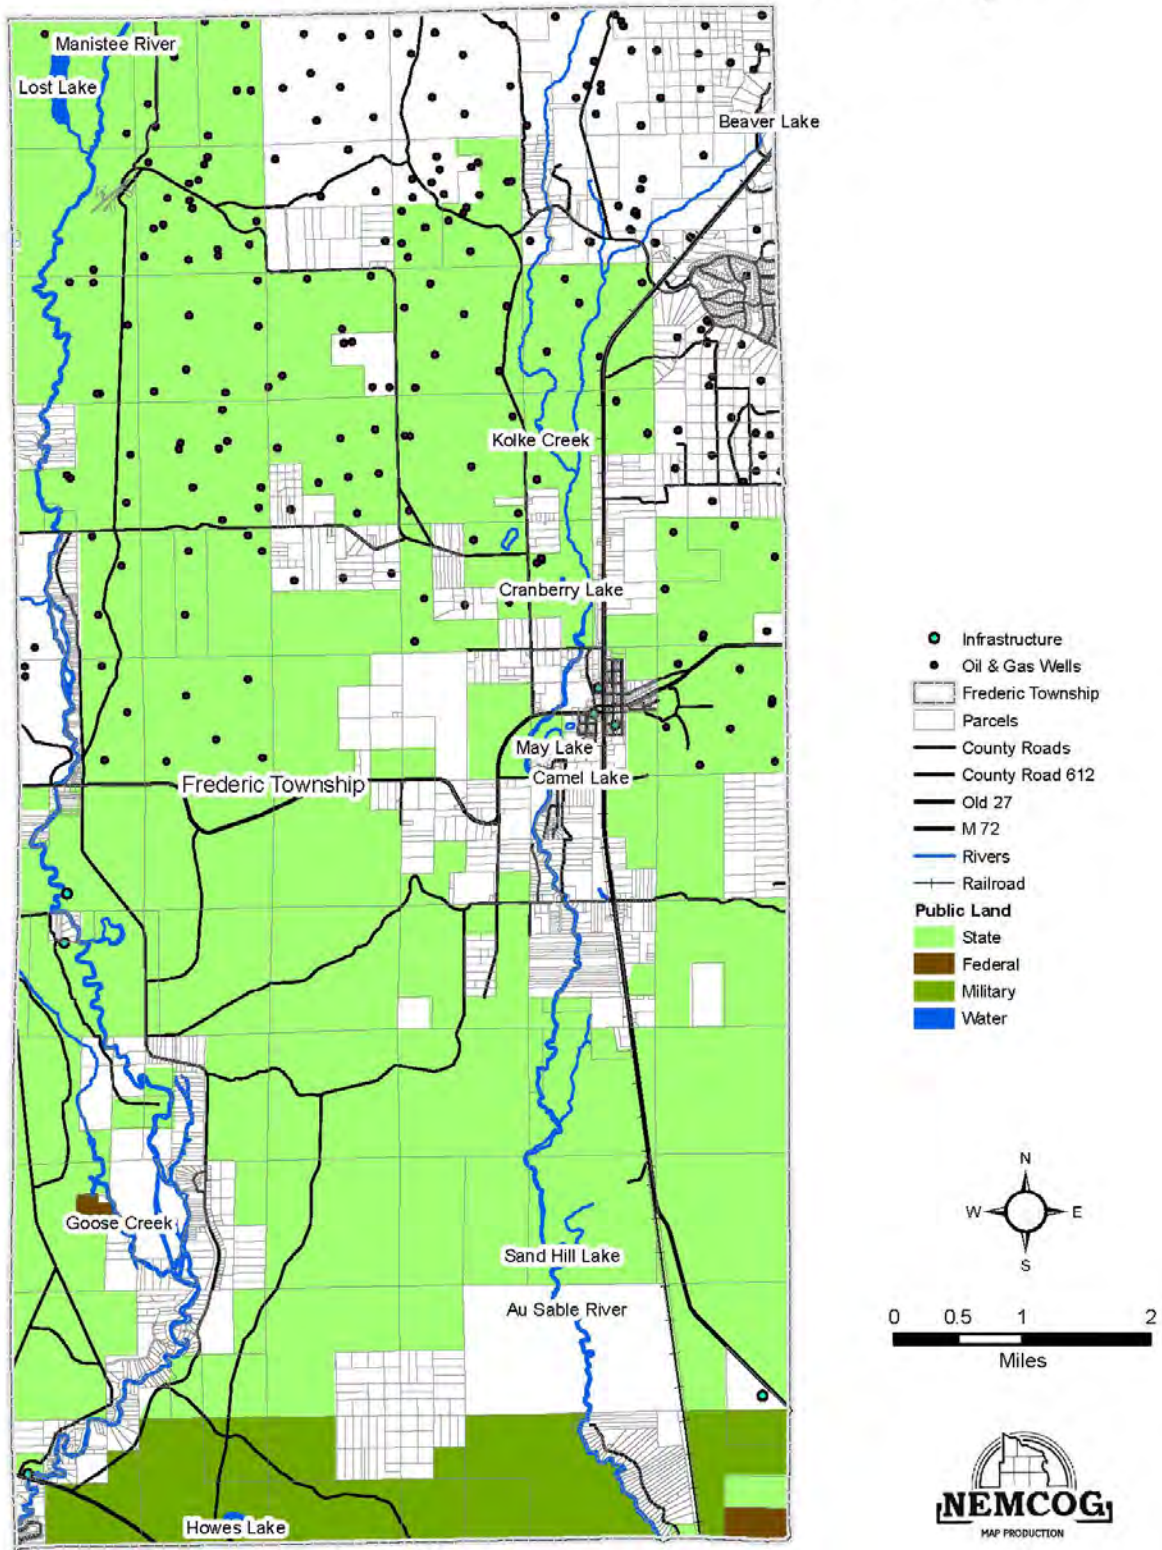 Manistee River
Lost Lake
Beaver Lake
Kolke Creek
Cranberry Lake
May Lake
Camel Lake
Frederic Township
Goose Creek
Sand Hill Lake
Au Sable River
Howes Lake
Infrastructure
Oil & Gas Wells
Frederic Township
Parcels
County Roads
County Road 612
Old 27
M 72
Rivers
Railroad
Public Land
State
Federal
Military
Water
N
W E
S
0 0.5 1 2
Miles
NEMCOG
MAP PRODUCTION